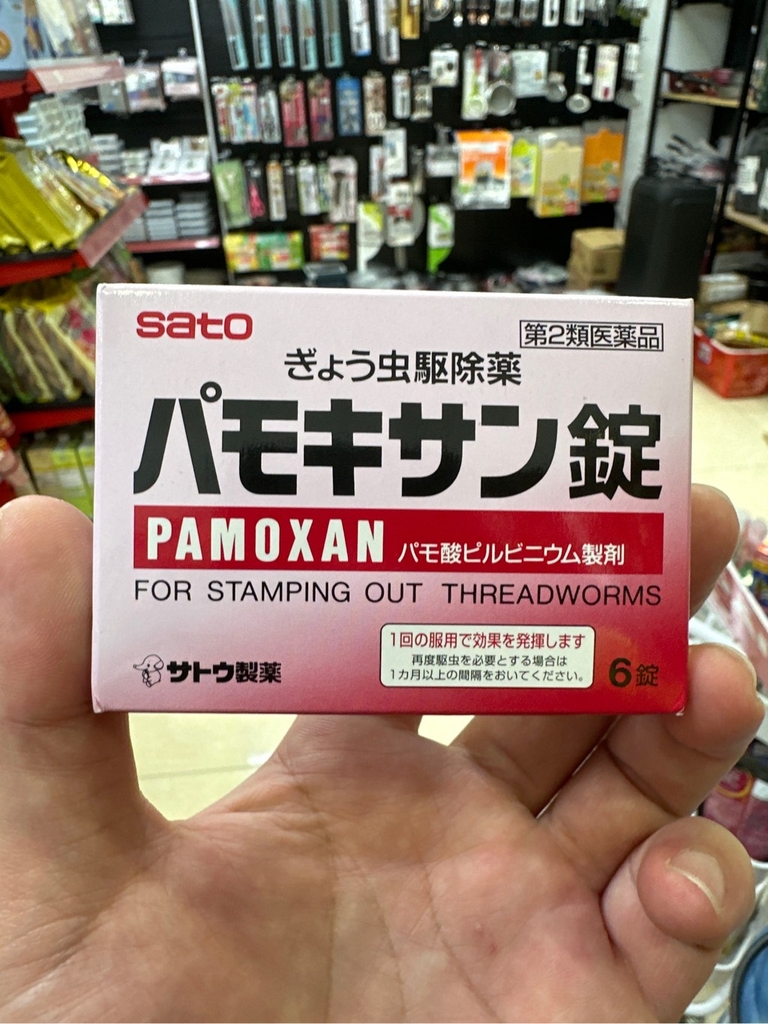 sato
第2類医薬品
ぎょう虫駆除薬
パモキサン錠
PAMOXAN パモ酸ピルビニウム製剤
FOR STAMPING OUT THREADWORMS
1回の服用で効果を発揮します
再度駆虫を必要とする場合は
1カ月以上の間隔をおいてください。
サトウ製薬
6錠